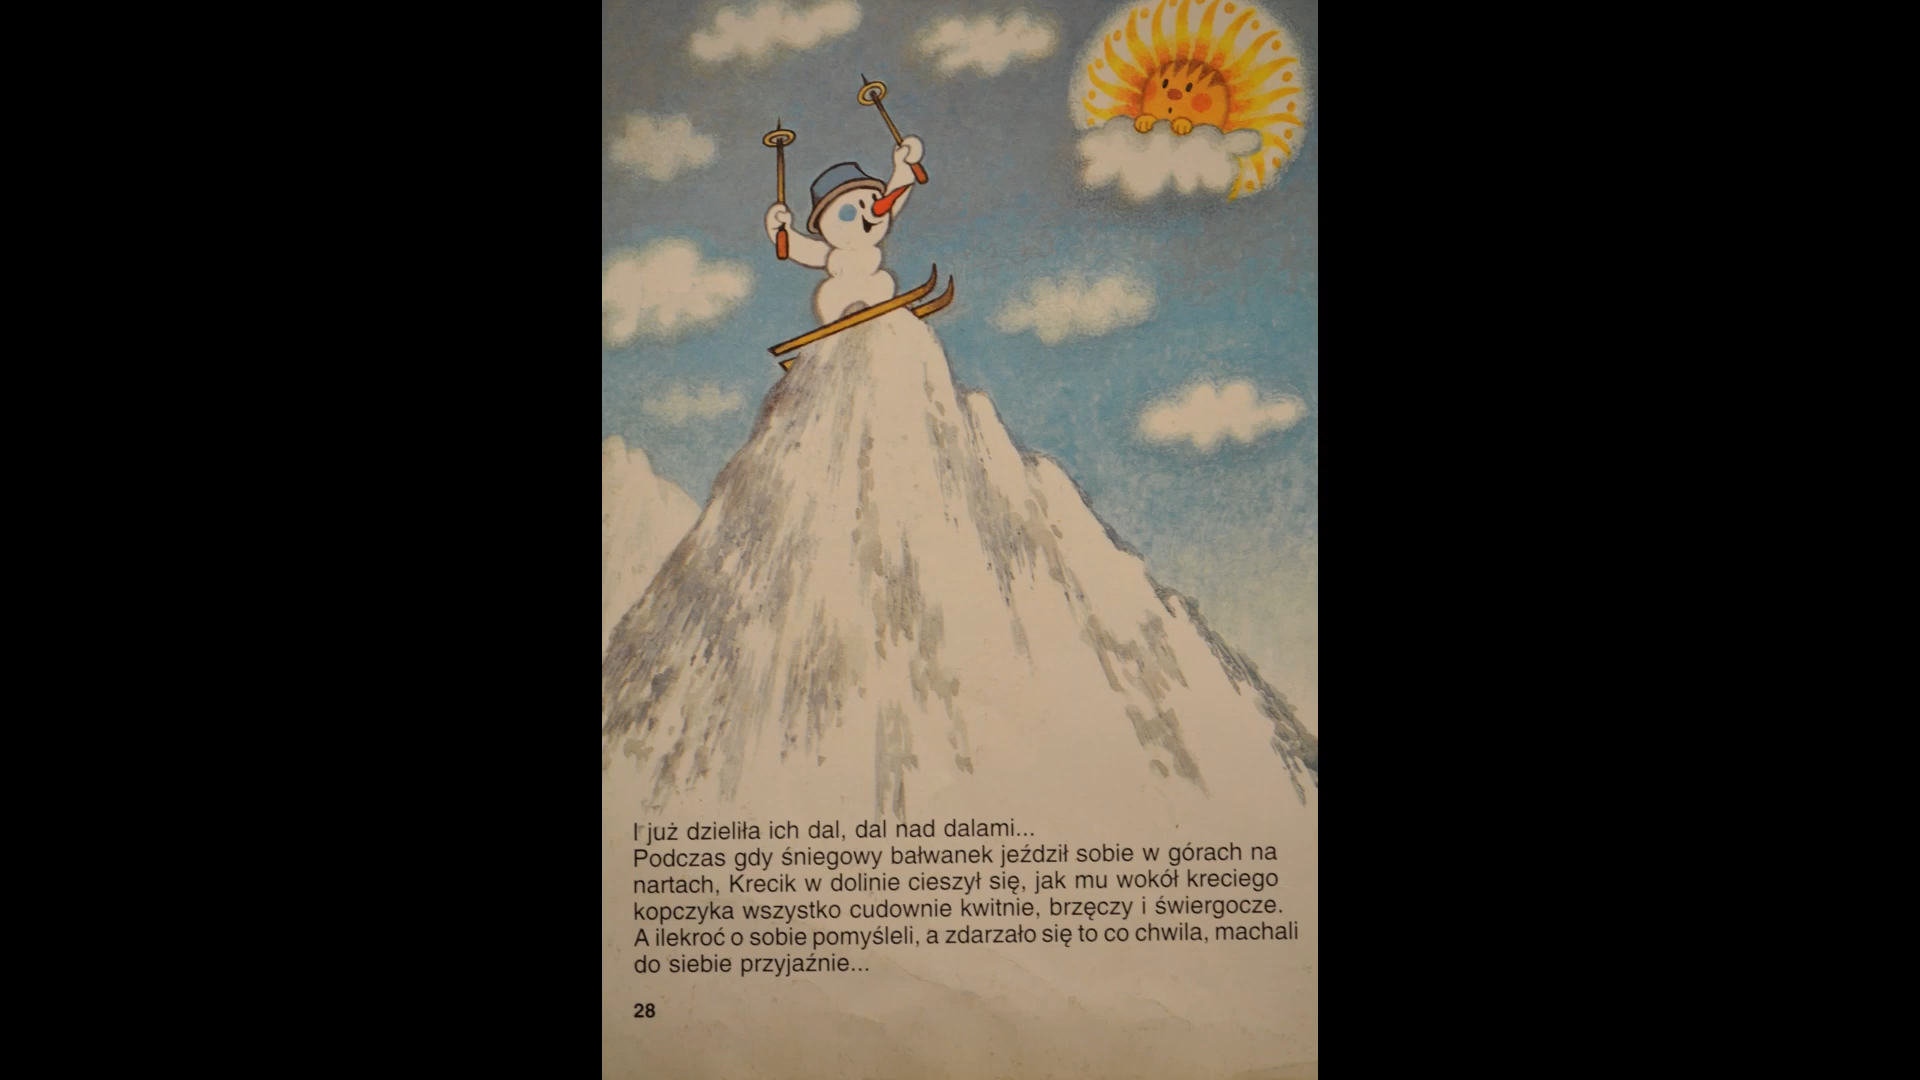 I już dzieliła ich dal, dal nad dalami...
Podczas gdy śniegowy bałwanek jeździł sobie w górach na
nartach, Krecik w dolinie cieszył się, jak mu wokół kreciego
kopczyka wszystko cudownie kwitnie, brzęczy i świergocze.
A ilekroć o sobie pomyśleli, a zdarzało się to co chwila, machali
do siebie przyjaźnie...
28